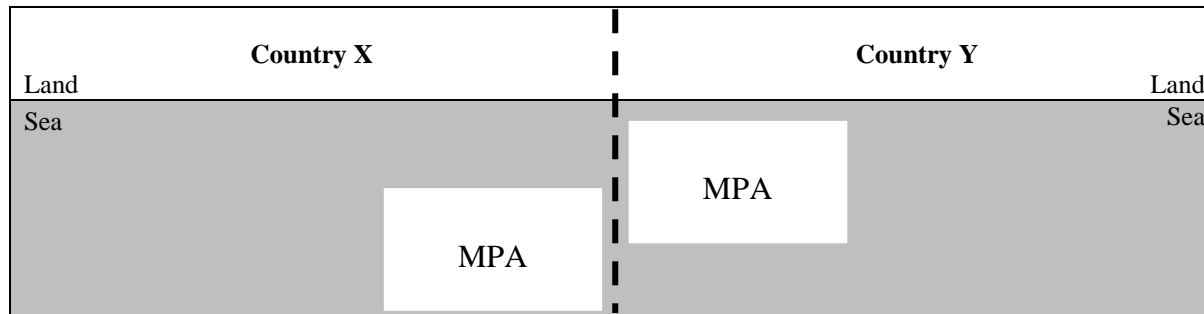 Country X
Country Y
Land
Land
Sea
Sea
MPA
MPA